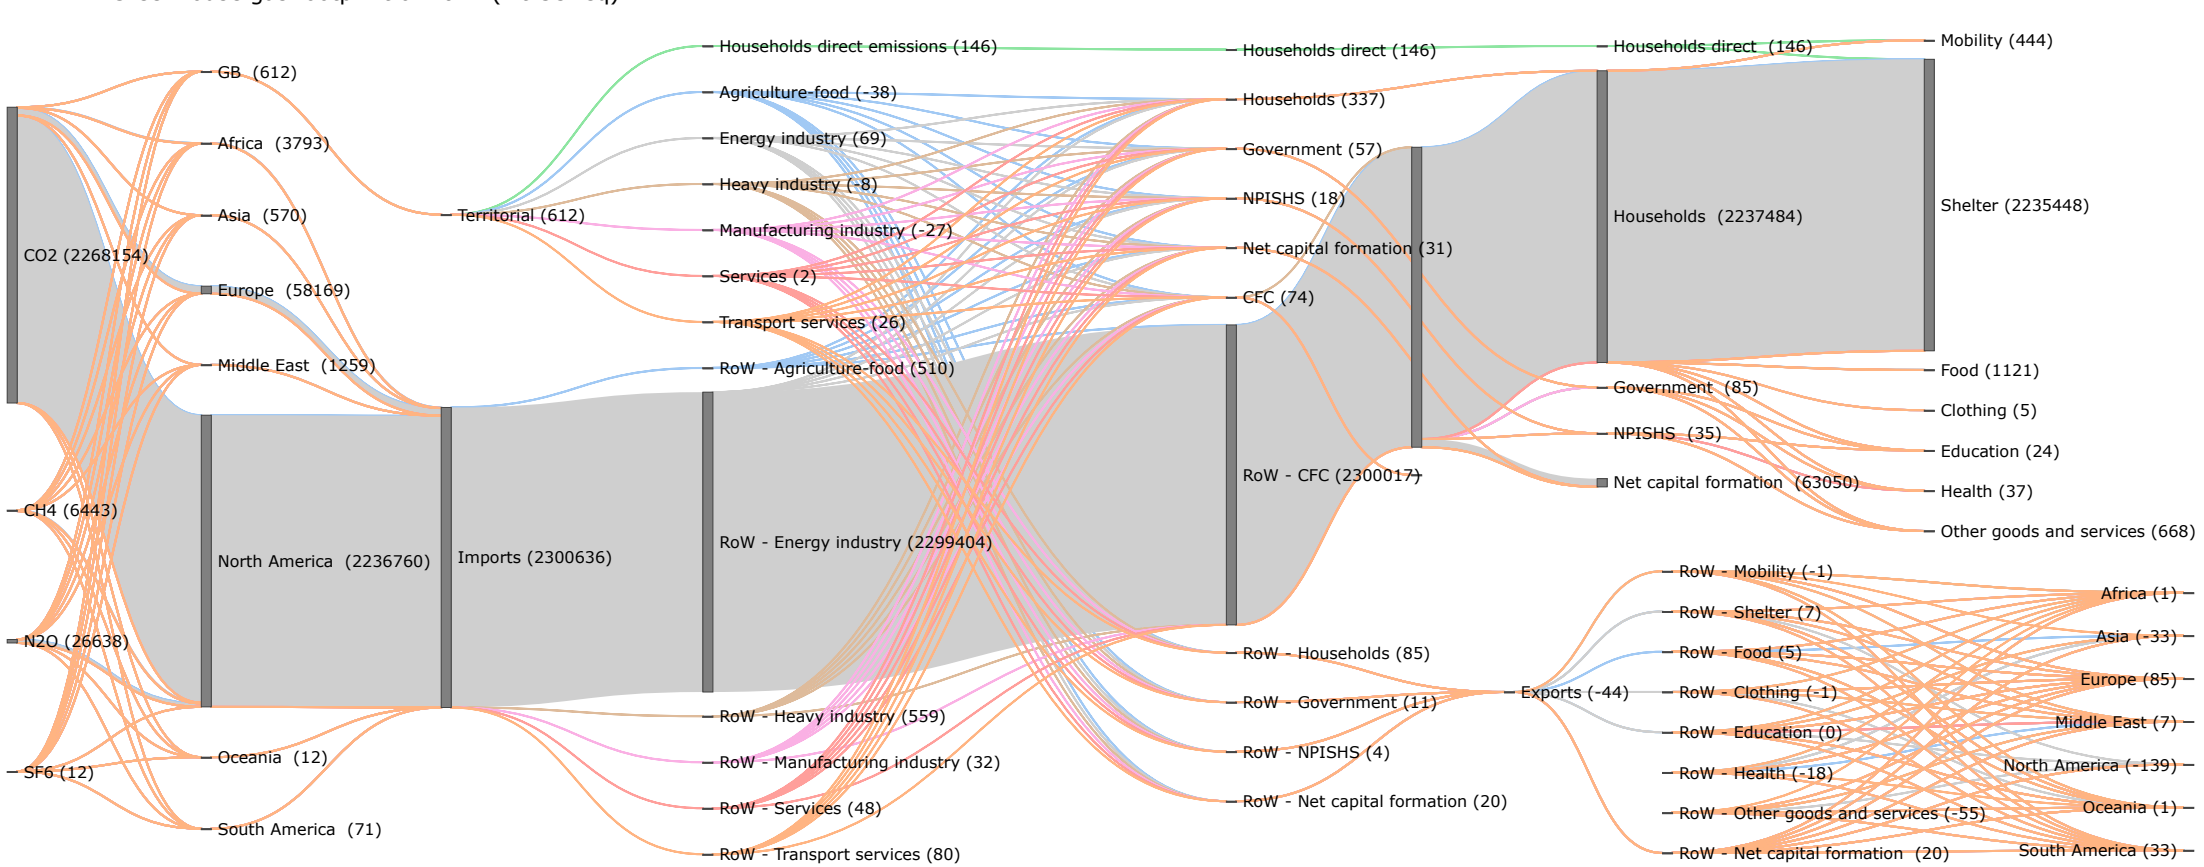 CO2 (2268154)
CH4 (6443)
N2O (26638)
SF6 (12)
GB (612)
Africa (3793)
Asia (570)
Europe (58169)
Middle East (1259)
North America (2236760)
Oceania (12)
South America (71)
Territorial (612)
Imports (2300636)
Households direct emissions (146)
Agriculture-food (-38)
Energy industry (69)
Heavy industry (-8)
Manufacturing industry (-27)
Services (2)
Transport services (26)
RoW - Agriculture-food (510)
RoW - Energy industry (2299404)
RoW - Heavy industry (559)
RoW - Manufacturing industry (32)
RoW - Services (48)
RoW - Transport services (80)
Households direct (146)
Households (337)
Government (57)
NPISHS (18)
Net capital formation (31)
CFC (74)
RoW - CFC (2300017)
RoW - Households (85)
RoW - Government (11)
RoW - NPISHS (4)
RoW - Net capital formation (20)
Households direct (146)
Households (2237484)
Government (85)
NPISHS (35)
Net capital formation (63050)
Exports (-44)
Mobility (444)
Shelter (2235448)
Food (1121)
Clothing (5)
Education (24)
Health (37)
Other goods and services (668)
RoW - Mobility (-1)
RoW - Shelter (7)
RoW - Food (5)
RoW - Clothing (-1)
RoW - Education (0)
RoW - Health (-18)
RoW - Other goods and services (-55)
RoW - Net capital formation (20)
Africa (1)
Asia (-33)
Europe (85)
Middle East (7)
North America (-139)
Oceania (1)
South America (33)